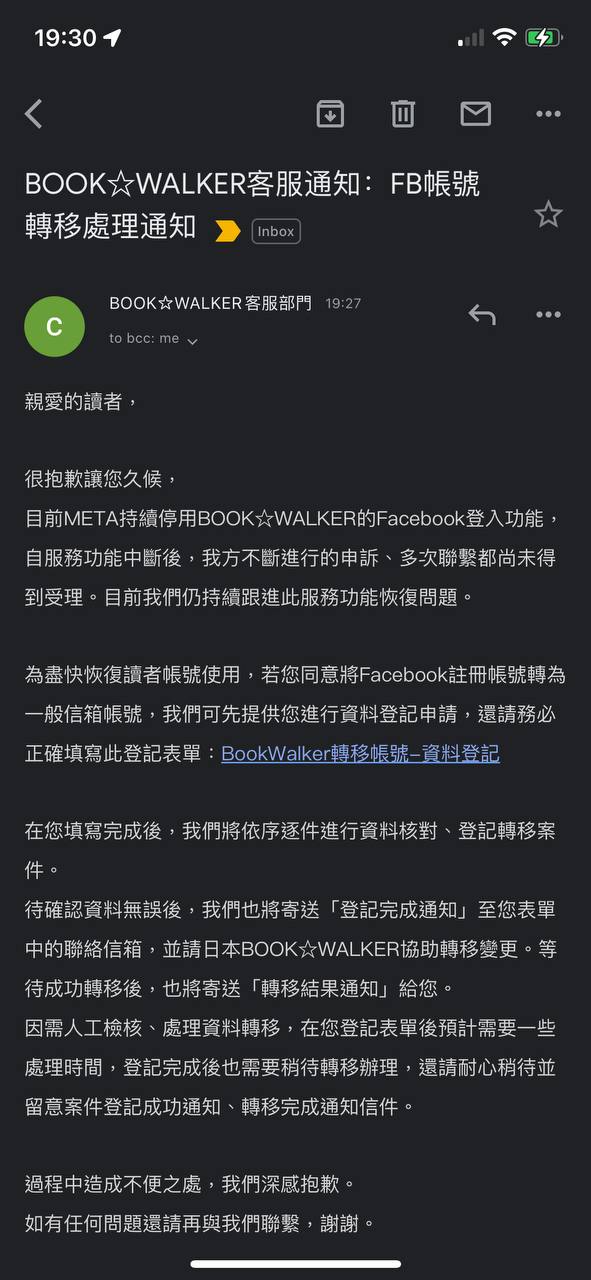 19:30
BOOK☆WALKER客服通知：FB帳號
轉移處理通知
Inbox
C
BOOK☆WALKER客服部門 19:27
to bcc: me
親愛的讀者，
很抱歉讓您久候，
目前META持續停用BOOK☆WALKER的Facebook登入功能，
自服務功能中斷後，我方不斷進行的申訴、多次聯繫都尚未得
到受理。目前我們仍持續跟進此服務功能恢復問題。
為盡快恢復讀者帳號使用，若您同意將Facebook註冊帳號轉為
一般信箱帳號，我們可先提供您進行資料登記申請，還請務必
正確填寫此登記表單：BookWalker轉移帳號–資料登記
在您填寫完成後，我們將依序逐件進行資料核對、登記轉移案
件。
待確認資料無誤後，我們也將寄送「登記完成通知」至您表單
中的聯絡信箱，並請日本BOOK☆WALKER協助轉移變更。等
待成功轉移後，也將寄送「轉移結果通知」給您。
因需人工檢核、處理資料轉移，在您登記表單後預計需要一些
處理時間，登記完成後也需要稍待轉移辦理，還請耐心稍待並
留意案件登記成功通知、轉移完成通知信件。
過程中造成不便之處，我們深感抱歉。
如有任何問題還請再與我們聯繫，謝謝。